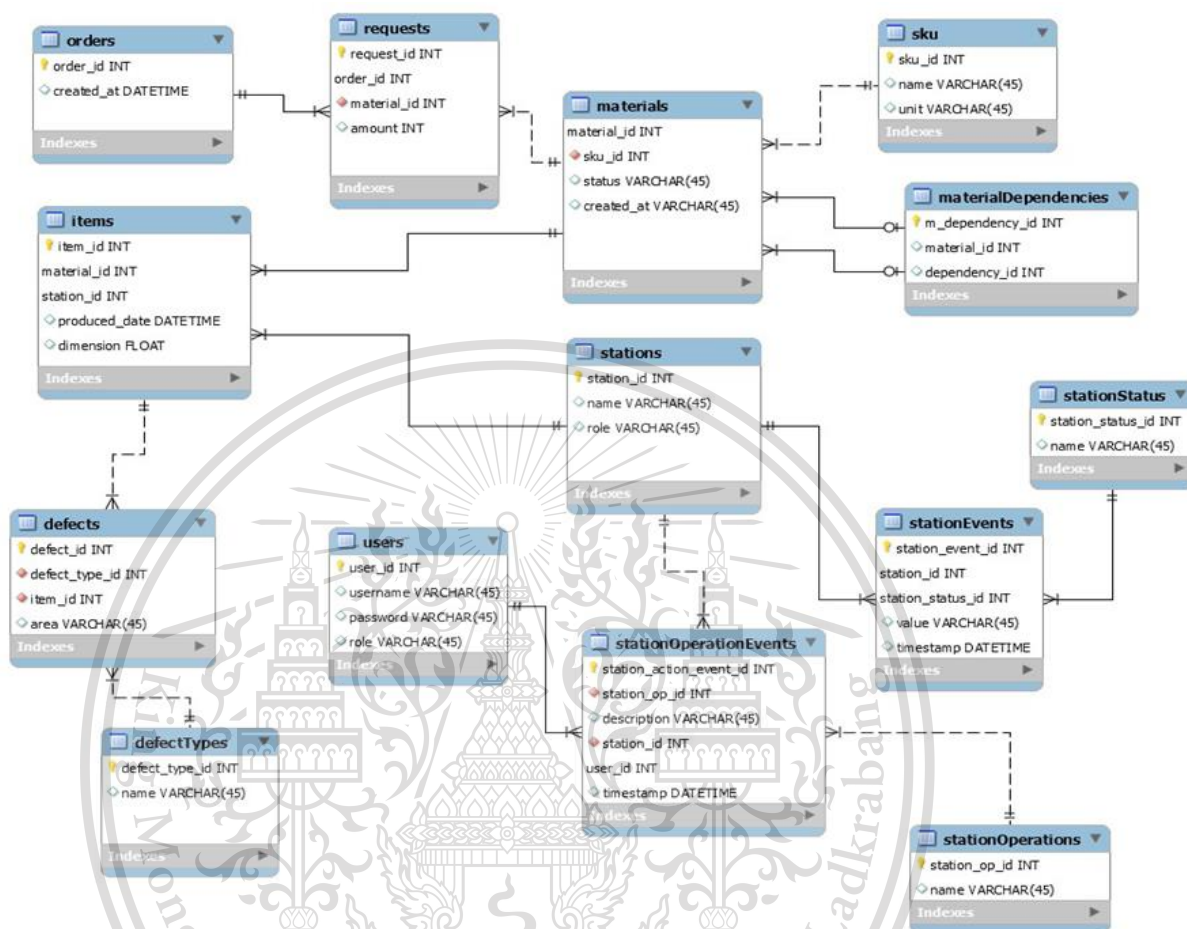 orders
order_id INT
created_at DATETIME
Indexes
requests
request_id INT
order_id INT
material_id INT
amount INT
Indexes
materials
material_id INT
sku_id INT
status VARCHAR(45)
created_at VARCHAR(45)
Indexes
sku
sku_id INT
name VARCHAR(45)
unit VARCHAR(45)
Indexes
materialDependencies
m_dependency_id INT
material_id INT
dependency_id INT
Indexes
items
item_id INT
material_id INT
station_id INT
produced_date DATETIME
dimension FLOAT
Indexes
stations
station_id INT
name VARCHAR(45)
role VARCHAR(45)
Indexes
stationStatus
station_status_id INT
name VARCHAR(45)
defects
defect_id INT
defect_type_id INT
item_id INT
area VARCHAR(45)
Indexes
users
user_id INT
username VARCHAR(45)
password VARCHAR(45)
role VARCHAR(45)
Indexes
stationEvents
station_event_id INT
station_id INT
station_status_id INT
value VARCHAR(45)
timestamp DATETIME
Indexes
stationOperationEvents
station_action_event_id INT
station_op_id INT
description VARCHAR(45)
station_id INT
user_id INT
timestamp DATETIME
Indexes
defectTypes
defect_type_id INT
name VARCHAR(45)
Indexes
stationOperations
station_op_id INT
name VARCHAR(45)
Indexes
King Mon
adkrabang